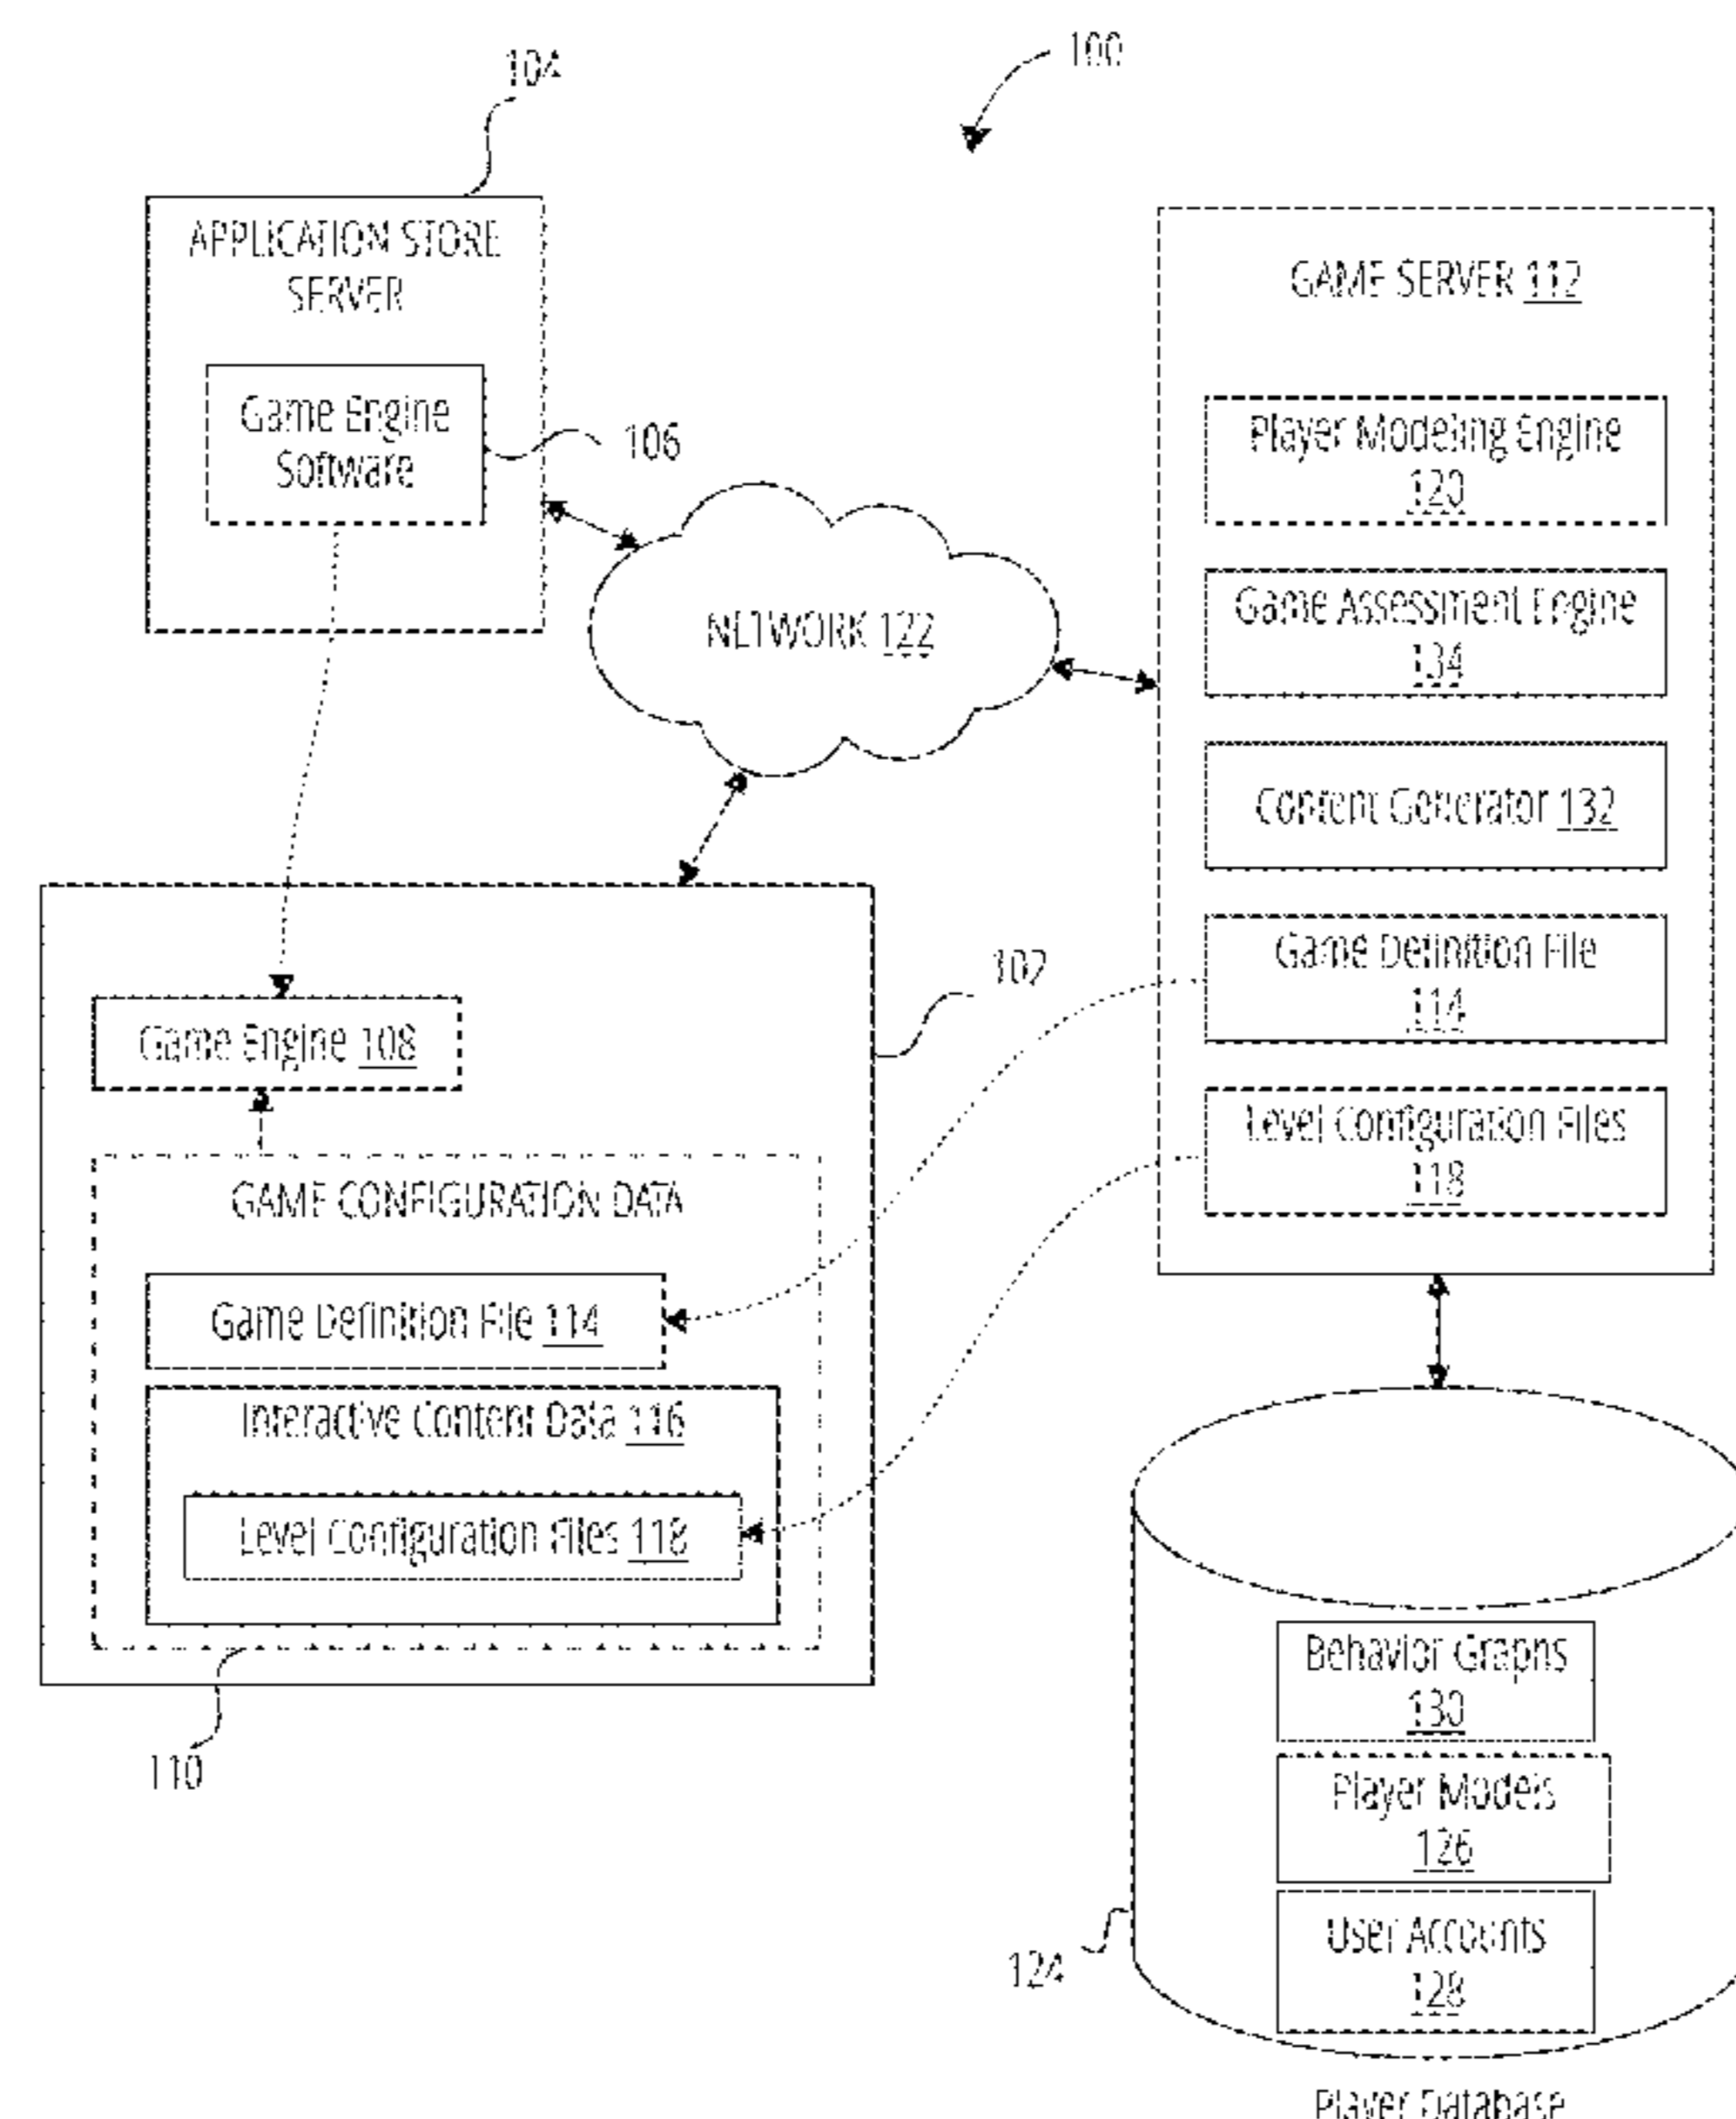 100
104
APPLICATION STORE
SERVER
Game Engine
Software
106
NETWORK 122
GAME SERVER 112
Player Modeling Engine
120
Game Assessment Engine
134
Content Generator 132
Game Definition File
114
Level Configuration Files
118
102
Game Engine 108
GAME CONFIGURATION DATA
Game Definition File 114
Interactive Content Data 116
Level Configuration Files 118
110
Behavior Graphs
130
Player Models
126
User Accounts
128
124
Player Database